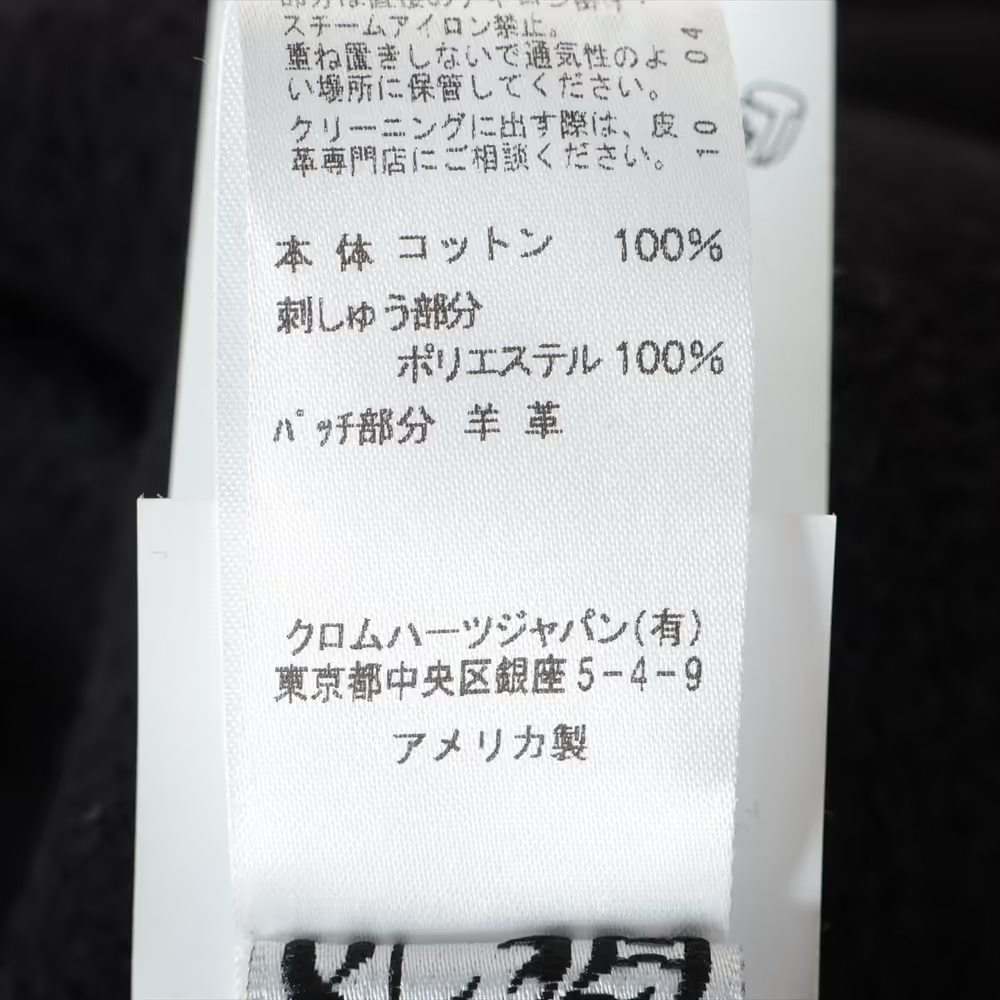 スチームアイロン禁止。
重ね置きしないで通気性のよ
い場所に保管してください。
クリーニングに出す際は、皮
革専門店にご相談ください。
10 04
本体 コットン 100%
刺しゅう部分
ポリエステル 100%
パッチ部分 羊革
クロムハーツジャパン(有)
東京都中央区銀座5-4-9
アメリカ製